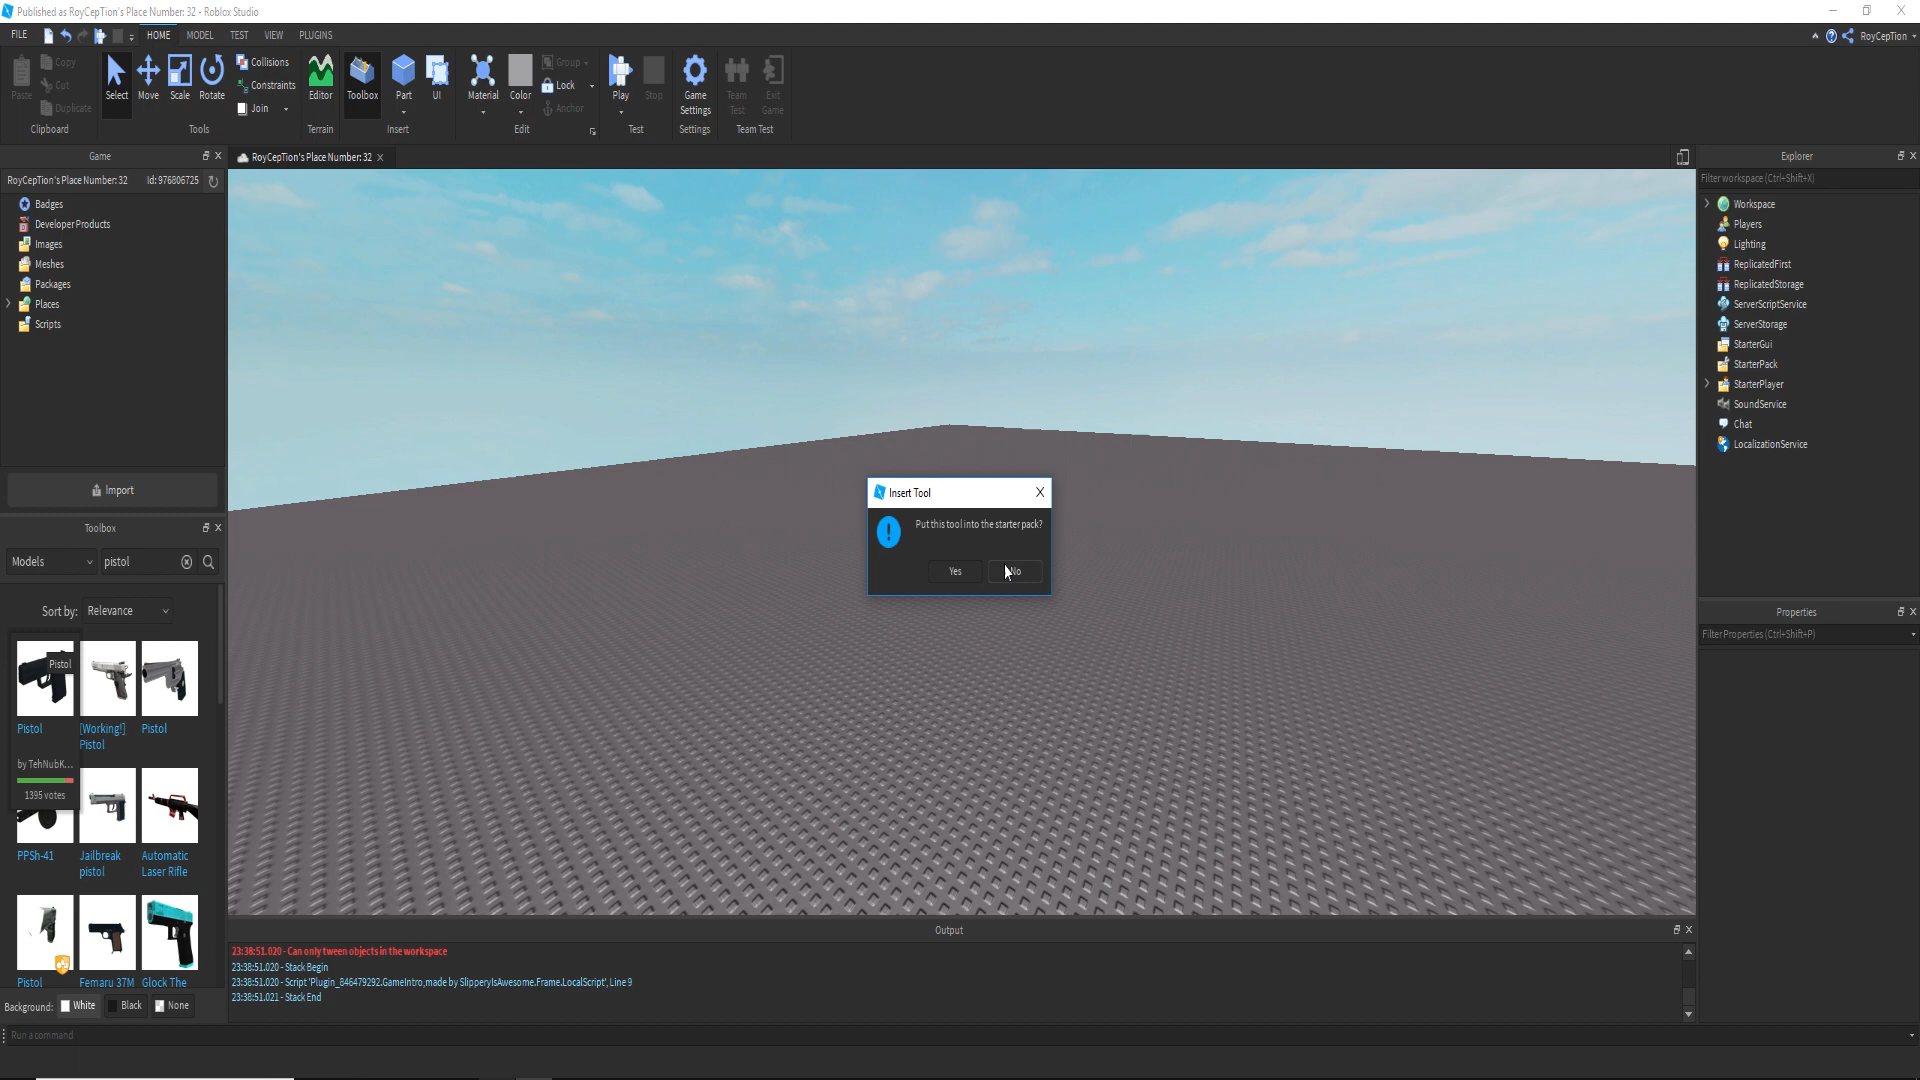 Published as RoyCepTion's Place Number: 32 - Roblox Studio
FILE
HOME
MODEL
TEST
VIEW
PLUGINS
RoyCepTion
Paste
Copy
Cut
Duplicate
Clipboard
Select
Move
Scale
Rotate
Collisions
Constraints
Join
Tools
Editor
Terrain
Toolbox
Part
UI
Insert
Material
Color
Group
Lock
Anchor
Edit
Play
Stop
Test
Game
Settings
Settings
Team
Test
Exit
Game
Team Test
Game
RoyCepTion's Place Number: 32 Id: 976806725
Badges
Developer Products
Images
Meshes
Packages
Places
Scripts
Import
Toolbox
Models
pistol
Sort by: Relevance
Pistol
Pistol
by TehNubK...
1395 votes
[Working!]
Pistol
Pistol
PPSh-41
Jailbreak
pistol
Automatic
Laser Rifle
Pistol
Femaru 37M
Glock The
Background: White Black None
Run a command
RoyCepTion's Place Number: 32
Insert Tool
X
Put this tool into the starter pack?
Yes
No
Output
23:38:51.020 - Can only tween objects in the workspace
23:38:51.020 - Stack Begin
23:38:51.020 - Script 'Plugin_846479292.GameIntro,made by SlipperyIsAwesome.Frame.LocalScript', Line 9
23:38:51.021 - Stack End
Explorer
Filter workspace (Ctrl+Shift+X)
Workspace
Players
Lighting
ReplicatedFirst
ReplicatedStorage
ServerScriptService
ServerStorage
StarterGui
StarterPack
StarterPlayer
SoundService
Chat
LocalizationService
Properties
Filter Properties (Ctrl+Shift+P)